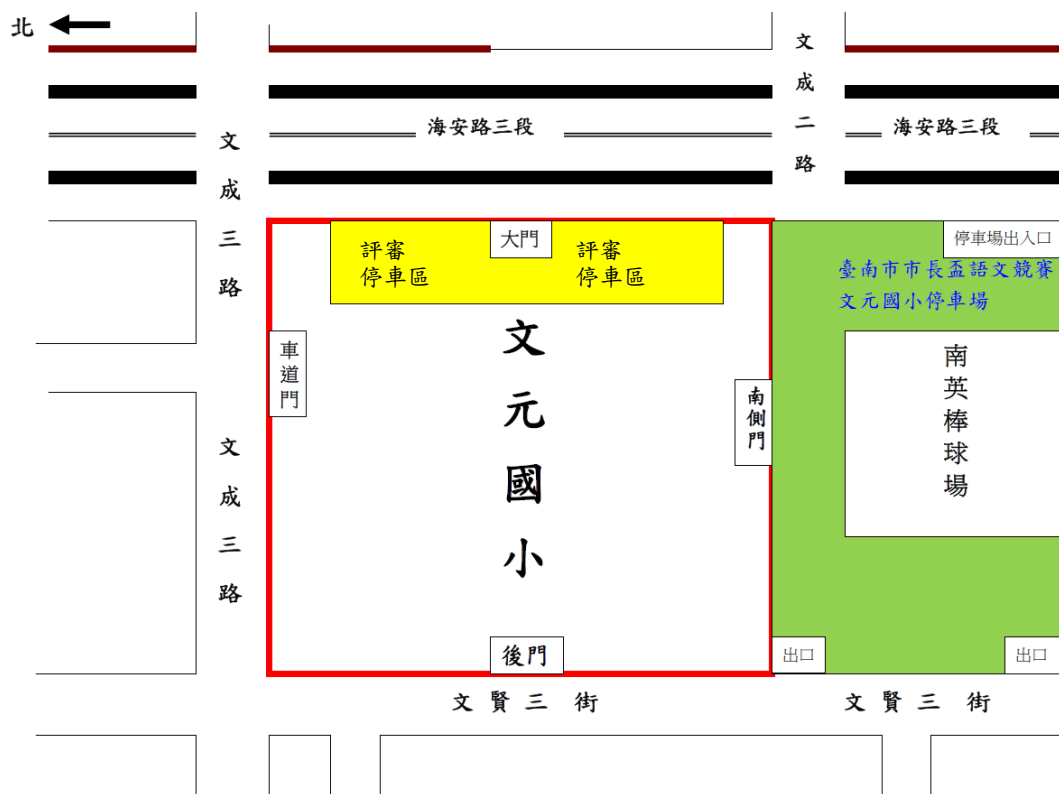 北
文成二路
海安路三段
海安路三段
文成三路
評審
停車區
大門
評審
停車區
停車場出入口
臺南市市長盃語文競賽
文元國小停車場
車道門
文元國小
南側門
南英棒球場
文成三路
後門
出口
出口
文賢三街
文賢三街